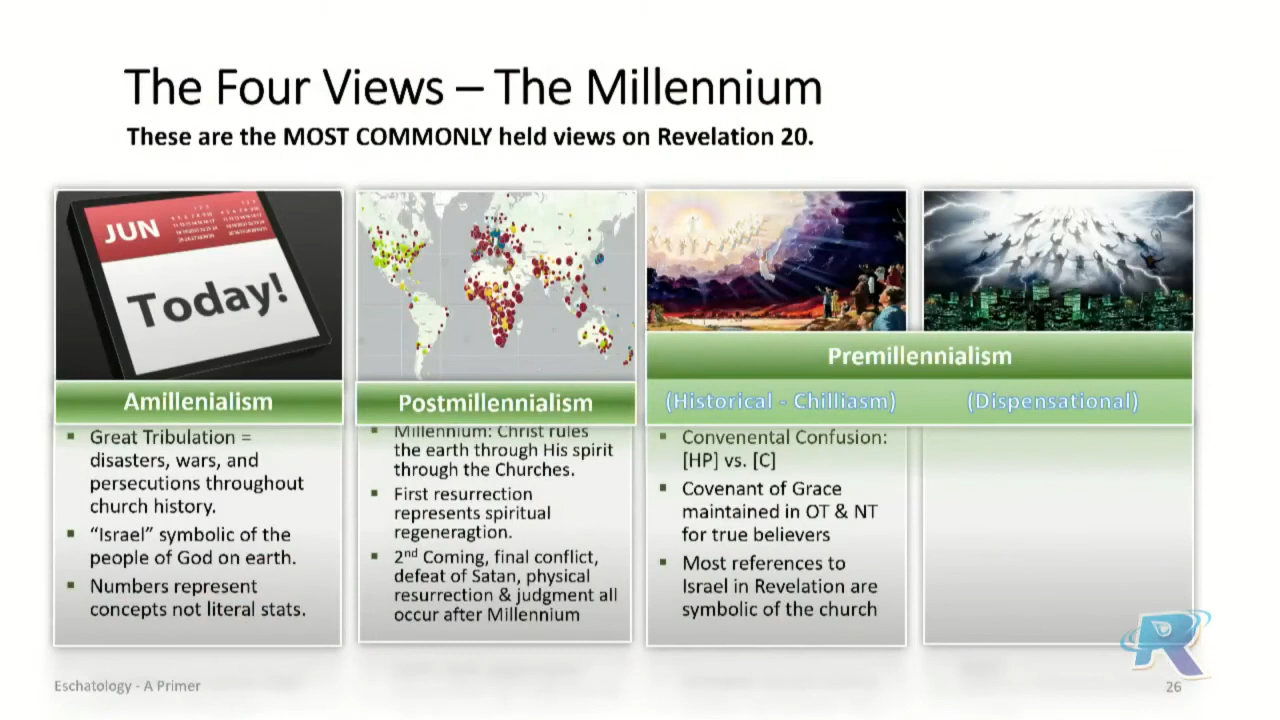 The Four Views – The Millennium
These are the MOST COMMONLY held views on Revelation 20.
JUN
Today!
Amillenialism
▪ Great Tribulation =
disasters, wars, and
persecutions throughout
church history.
▪ “Israel” symbolic of the
people of God on earth.
▪ Numbers represent
concepts not literal stats.
Postmillennialism
▪ Millennium: Christ rules
the earth through His spirit
through the Churches.
▪ First resurrection
represents spiritual
regeneragtion.
▪ 2nd Coming, final conflict,
defeat of Satan, physical
resurrection & judgment all
occur after Millennium
Premillennialism
(Historical - Chilliasm)
(Dispensational)
▪ Convenental Confusion:
[HP] vs. [C]
▪ Covenant of Grace
maintained in OT & NT
for true believers
▪ Most references to
Israel in Revelation are
symbolic of the church
R
Eschatology - A Primer
26